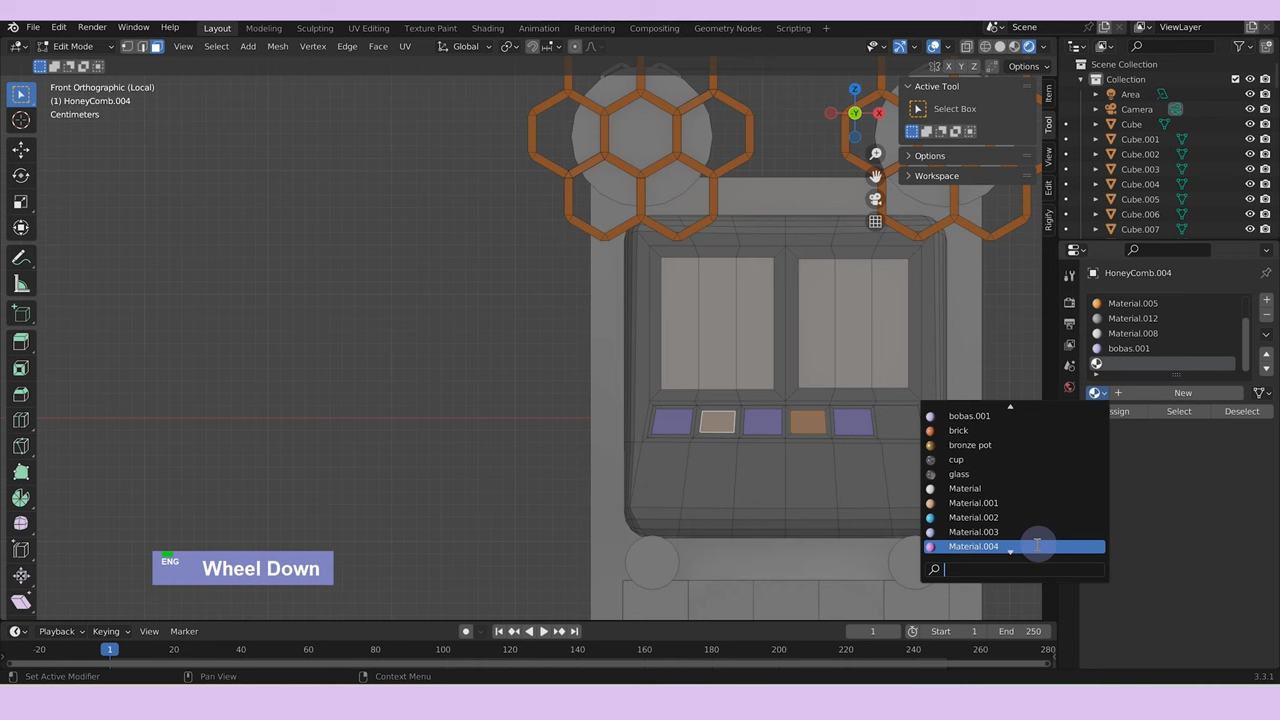 File Edit Render Window Help Layout Modeling Sculpting UV Editing Texture Paint Shading Animation Rendering Compositing Geometry Nodes Scripting + Scene ViewLayer
Edit Mode View Select Add Mesh Vertex Edge Face UV Global
X Y Z Options
Front Orthographic (Local)
(1) HoneyComb.004
Centimeters
Z
X
Y
Active Tool
Select Box
Options
Workspace
Item
Tool
View
Edit
Rigify
Scene Collection
Collection
Area
Camera
Cube
Cube.001
Cube.002
Cube.003
Cube.004
Cube.005
Cube.006
Cube.007
HoneyComb.004
Material.005
Material.012
Material.008
bobas.001
New
sign Select Deselect
bobas.001
brick
bronze pot
cup
glass
Material
Material.001
Material.002
Material.003
Material.004
ENG
Wheel Down
Playback Keying View Marker 1 Start 1 End 250
-20 1 20 40 60 80 100 120 140 160 180 200 220 240 260 280
Set Active Modifier Pan View Context Menu 3.3.1